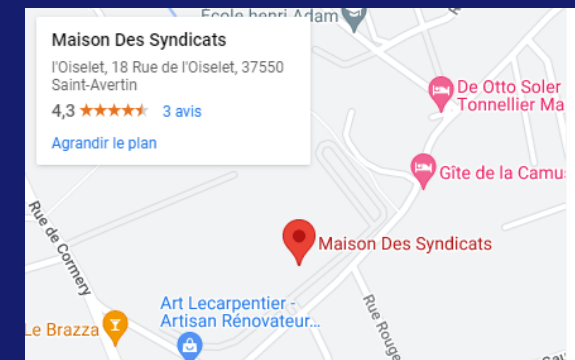 Ecole henri Adam
Maison Des Syndicats
l'Oiselet, 18 Rue de l'Oiselet, 37550
Saint-Avertin
4,3 3 avis
Agrandir le plan
De Otto Soler
Tonnellier Ma
Gîte de la Camu
Rue de Cormery
Maison Des Syndicats
Art Lecarpentier -
Artisan Rénovateur...
Le Brazza
Rue Rouge